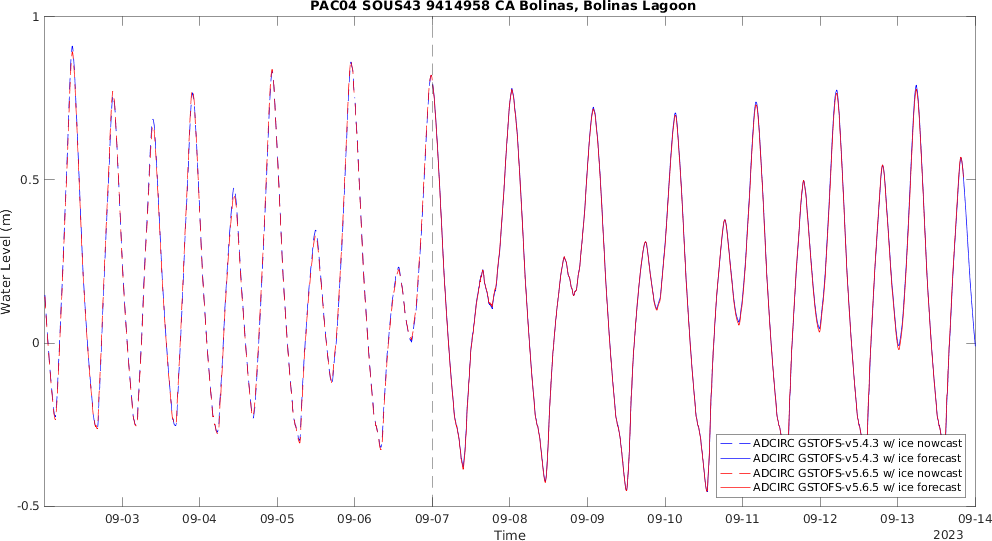 PAC04 SOUS43 9414958 CA Bolinas, Bolinas Lagoon
1
0.5
0
-0.5
Water Level (m)
09-03 09-04 09-05 09-06 09-07 09-08 09-09 09-10 09-11 09-12 09-13 09-14
Time
2023
ADCIRC GSTOFS-v5.4.3 w/ ice nowcast
ADCIRC GSTOFS-v5.4.3 w/ ice forecast
ADCIRC GSTOFS-v5.6.5 w/ ice nowcast
ADCIRC GSTOFS-v5.6.5 w/ ice forecast